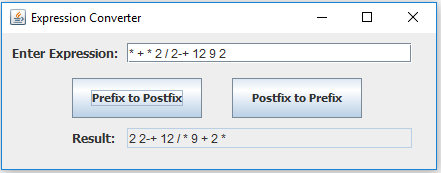 Expression Converter
Enter Expression: * + * 2 / 2-+ 12 9 2
Prefix to Postfix Postfix to Prefix
Result: 2 2-+ 12 / * 9 + 2 *